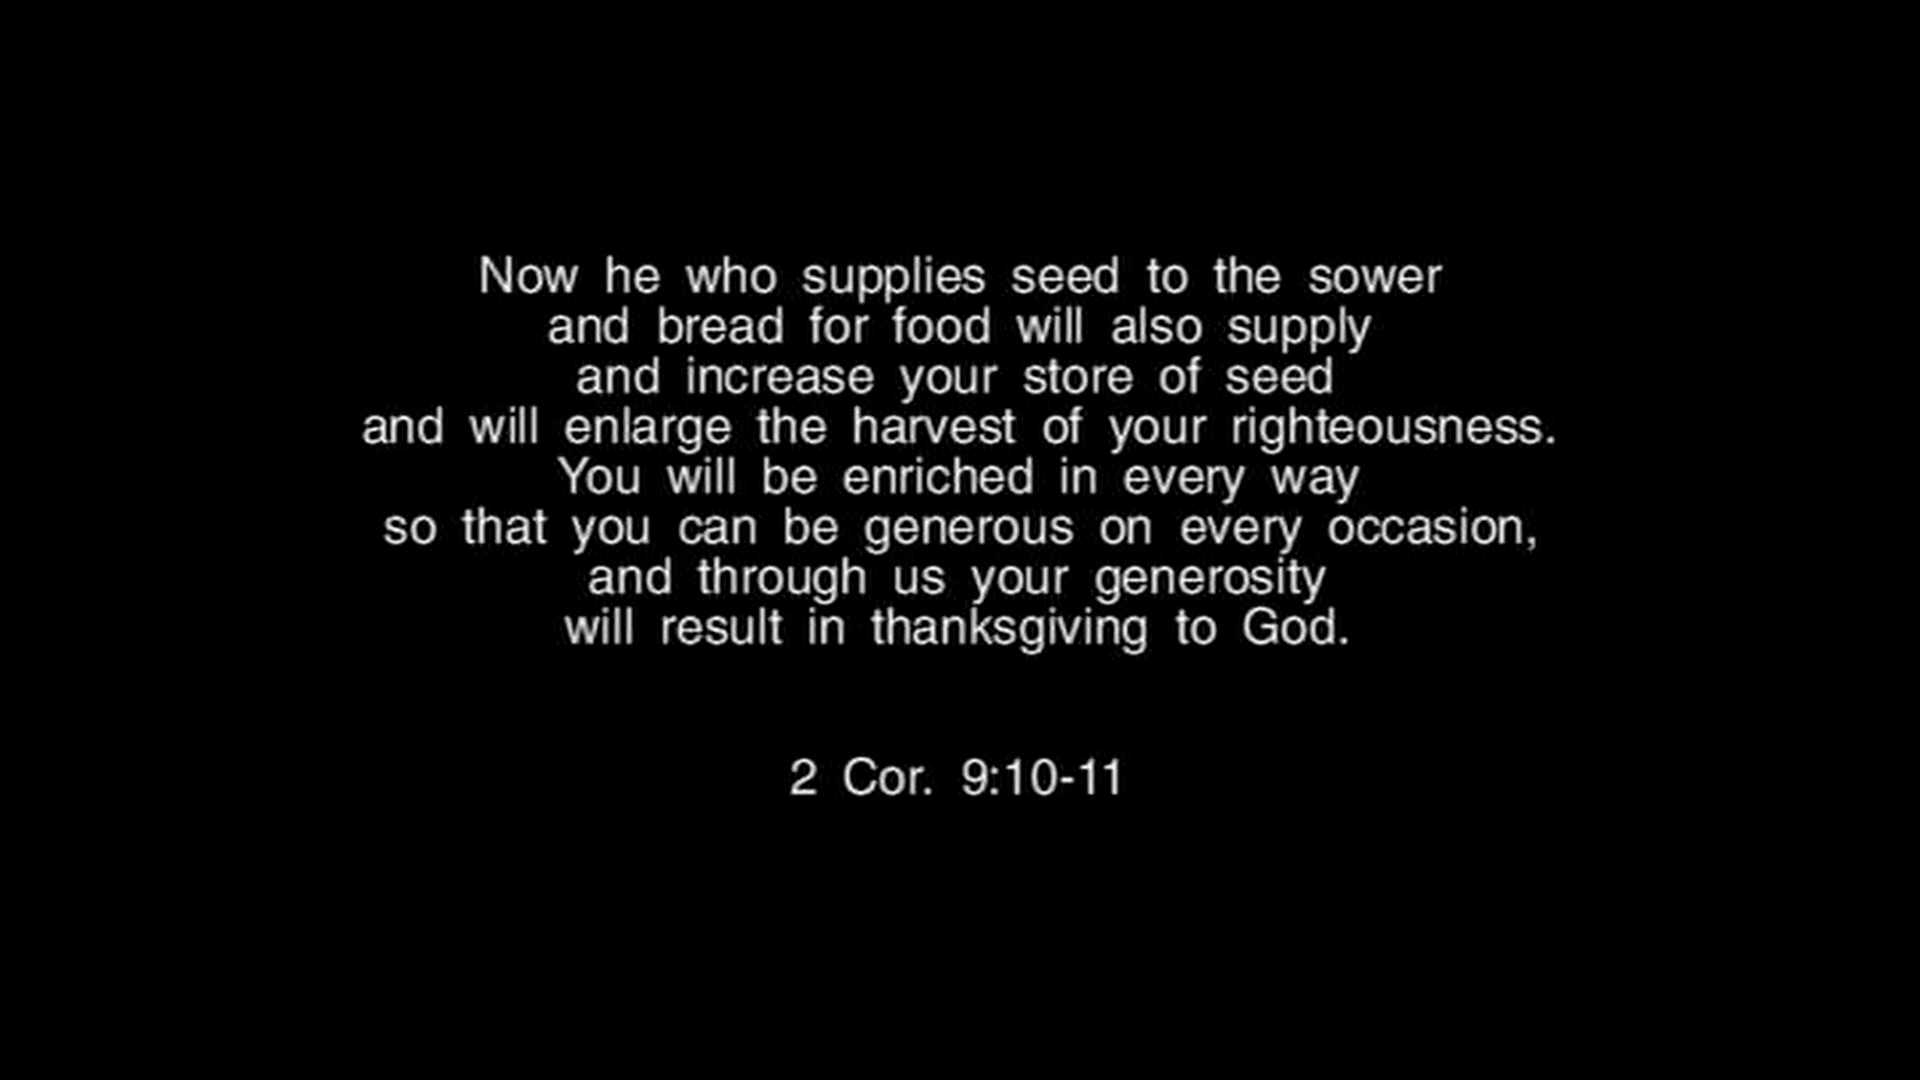 Now he who supplies seed to the sower
and bread for food will also supply
and increase your store of seed
and will enlarge the harvest of your righteousness.
You will be enriched in every way
so that you can be generous on every occasion,
and through us your generosity
will result in thanksgiving to God.
2 Cor. 9:10-11